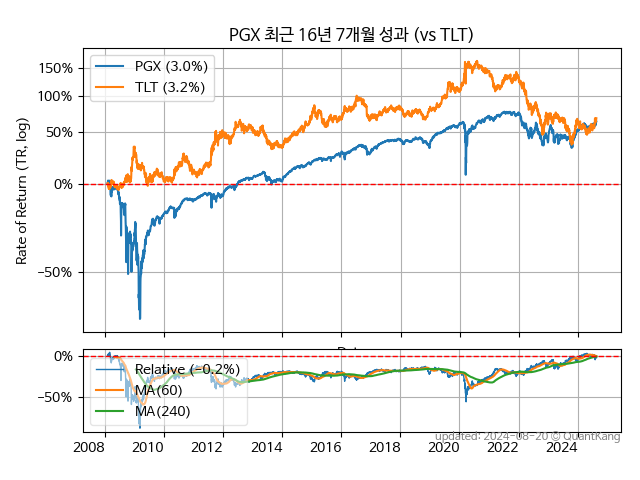 PGX 최근 16년 7개월 성과 (vs TLT)
PGX (3.0%)
TLT (3.2%)
Rate of Return (TR, log)
150%
100%
50%
0%
−50%
0%
−50%
Relative (−0.2%)
MA(60)
MA(240)
2008 2010 2012 2014 2016 2018 2020 2022 2024
updated: 2024-08-20 © QuantKang